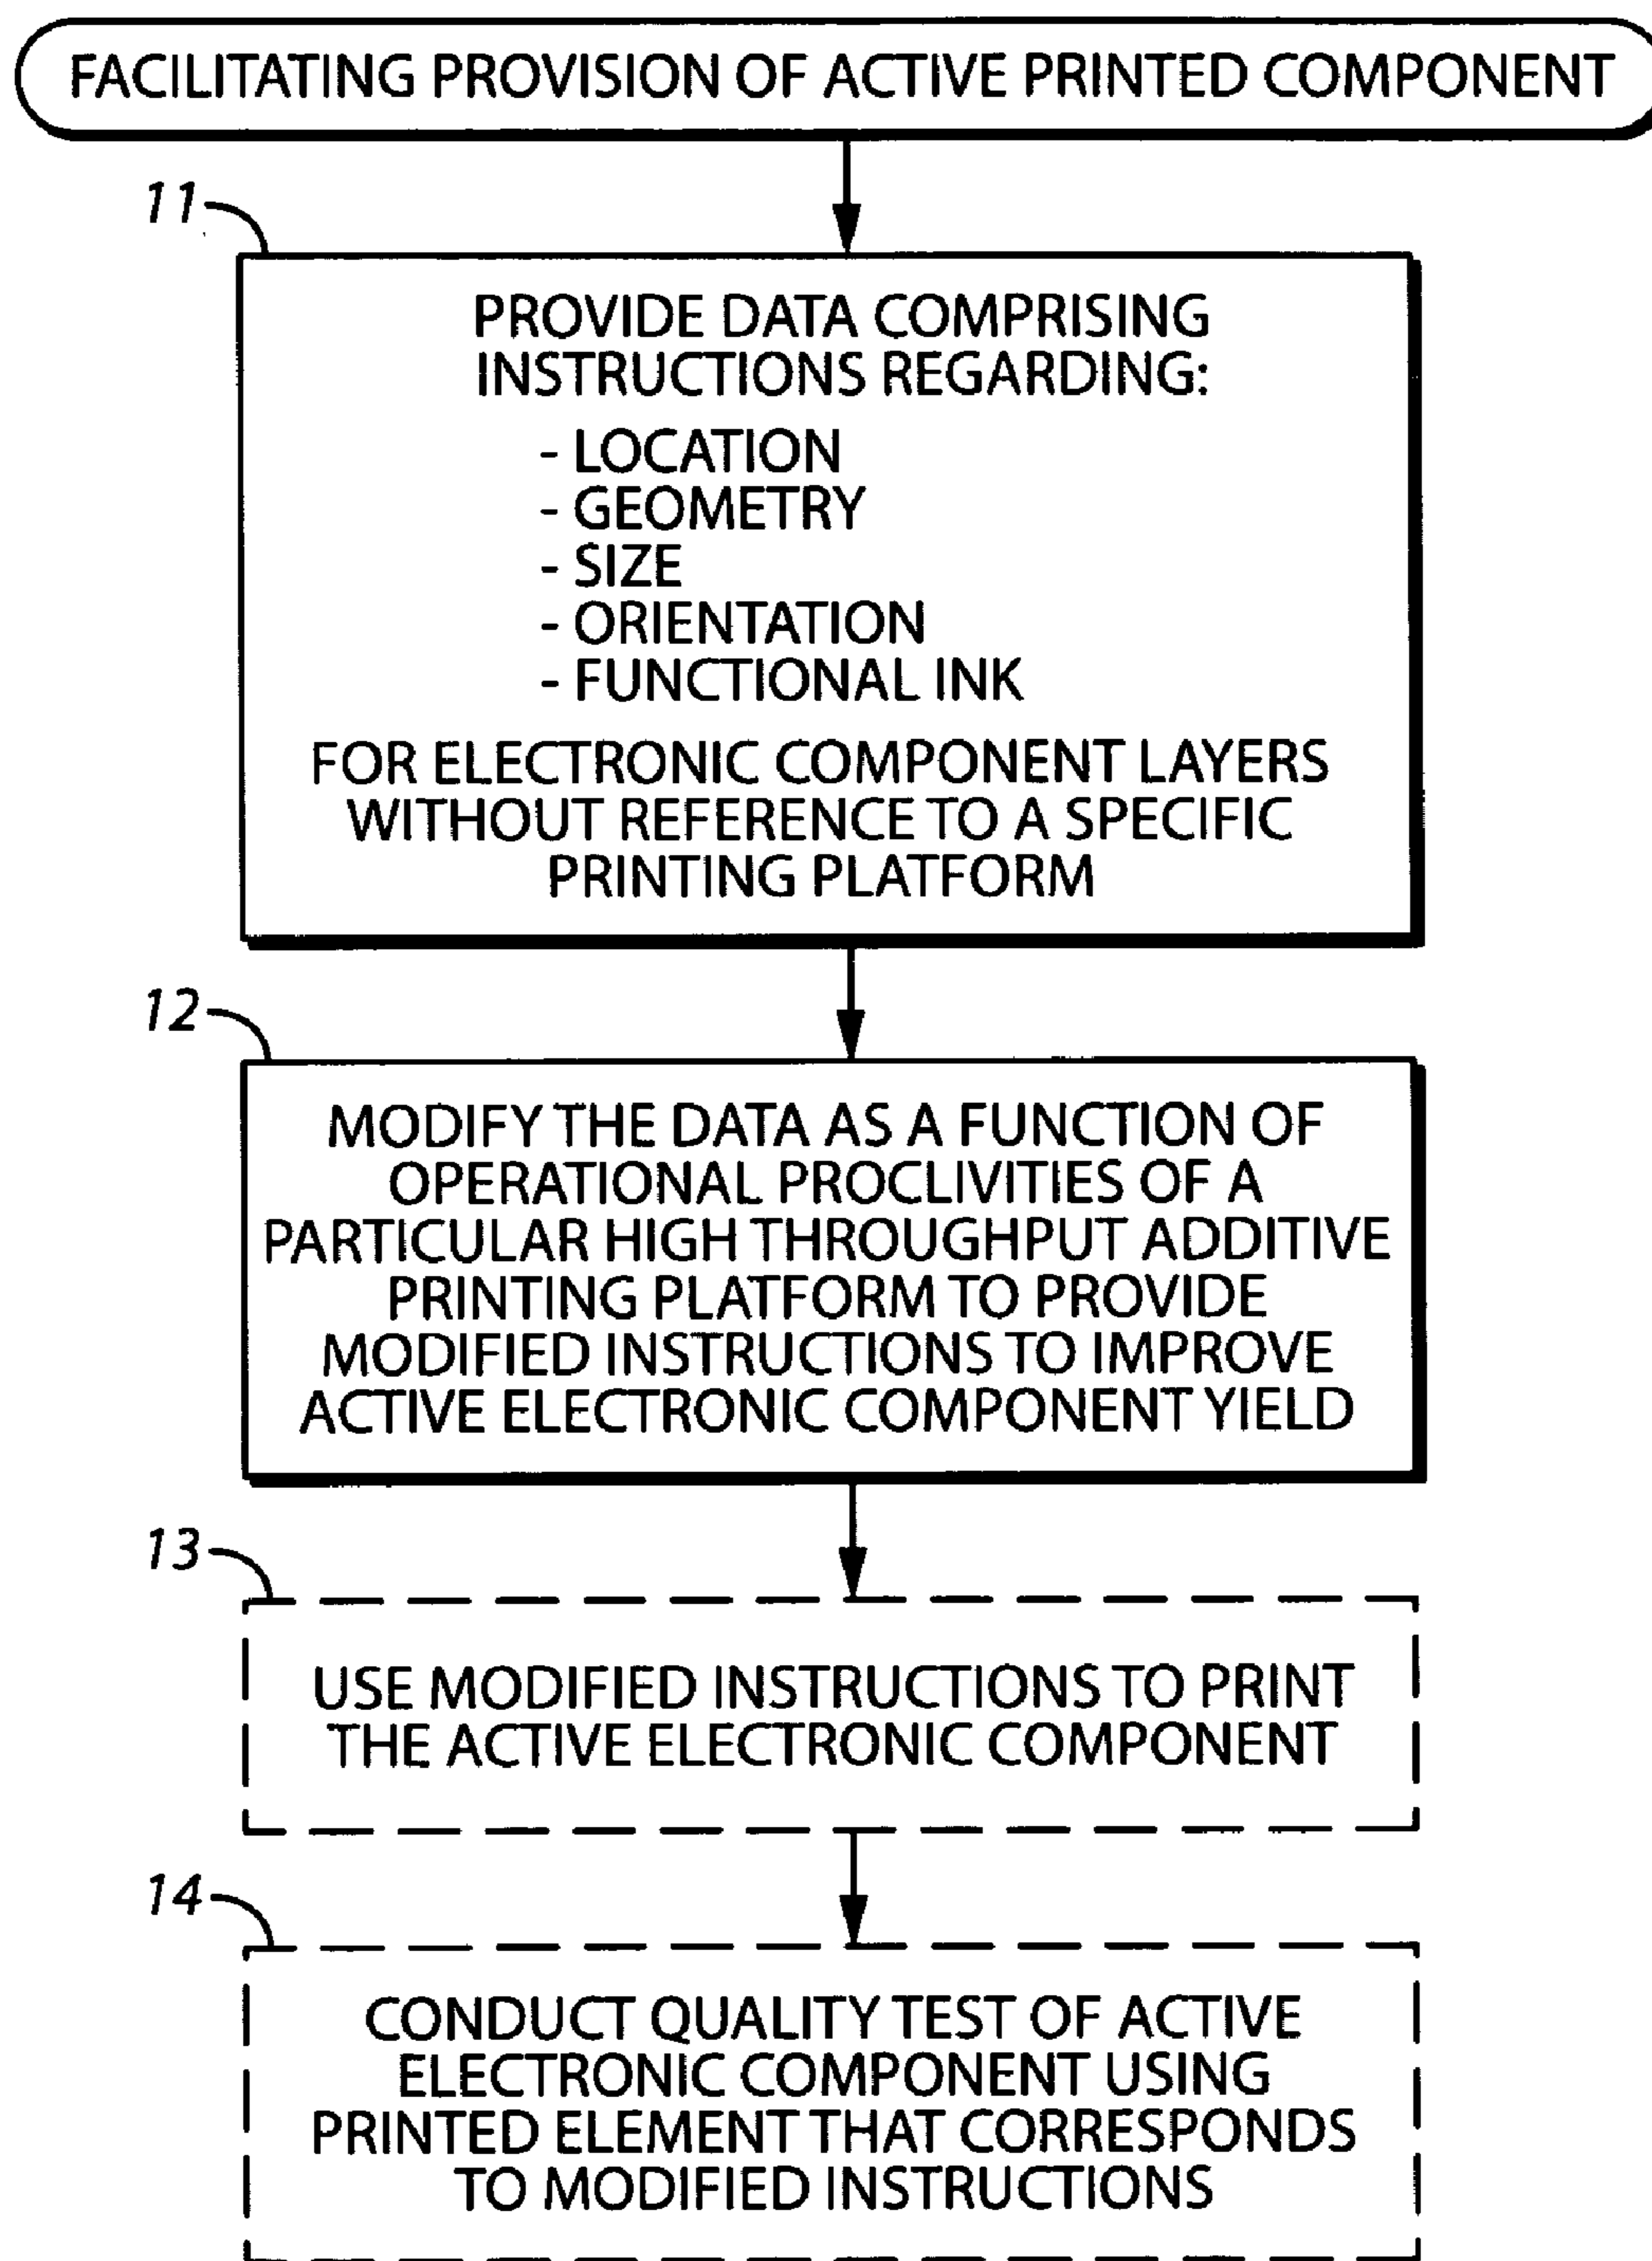 FACILITATING PROVISION OF ACTIVE PRINTED COMPONENT
11
PROVIDE DATA COMPRISING
INSTRUCTIONS REGARDING:
- LOCATION
- GEOMETRY
- SIZE
- ORIENTATION
- FUNCTIONAL INK
FOR ELECTRONIC COMPONENT LAYERS
WITHOUT REFERENCE TO A SPECIFIC
PRINTING PLATFORM
12
MODIFY THE DATA AS A FUNCTION OF
OPERATIONAL PROCLIVITIES OF A
PARTICULAR HIGH THROUGHPUT ADDITIVE
PRINTING PLATFORM TO PROVIDE
MODIFIED INSTRUCTIONS TO IMPROVE
ACTIVE ELECTRONIC COMPONENT YIELD
13
USE MODIFIED INSTRUCTIONS TO PRINT
THE ACTIVE ELECTRONIC COMPONENT
14
CONDUCT QUALITY TEST OF ACTIVE
ELECTRONIC COMPONENT USING
PRINTED ELEMENT THAT CORRESPONDS
TO MODIFIED INSTRUCTIONS